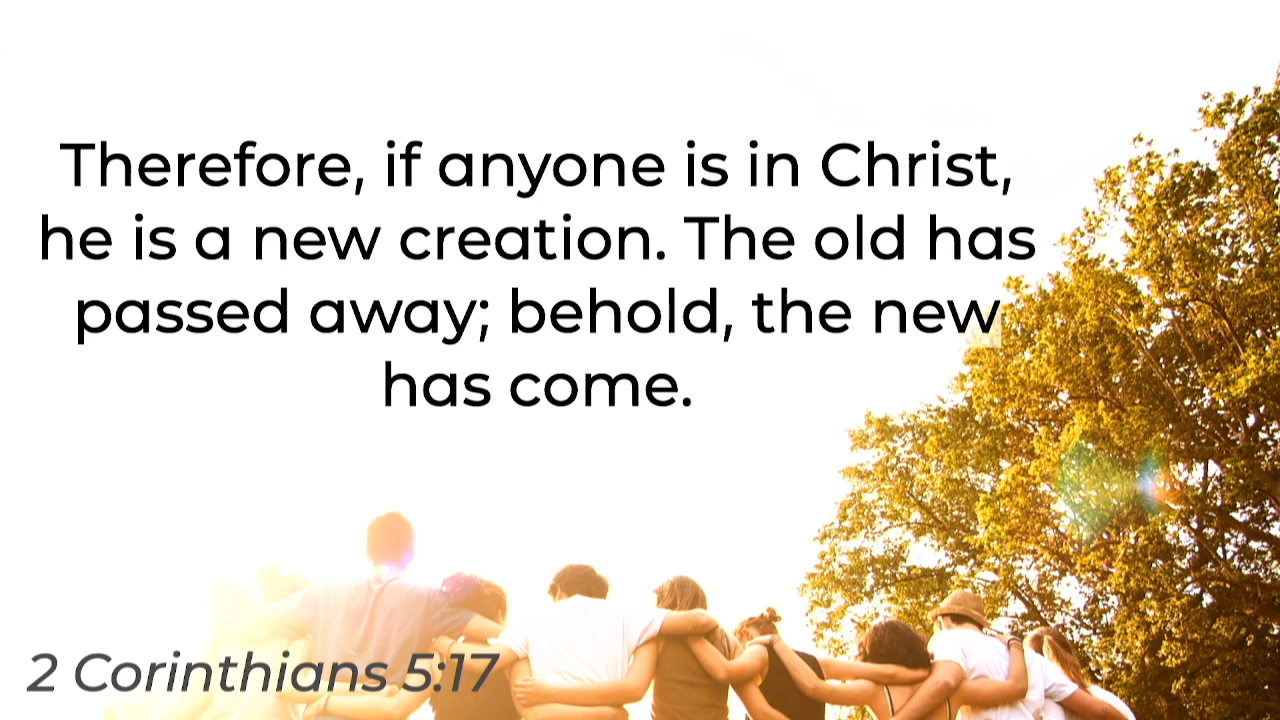 Therefore, if anyone is in Christ,
he is a new creation. The old has
passed away; behold, the new
has come.
2 Corinthians 5:17